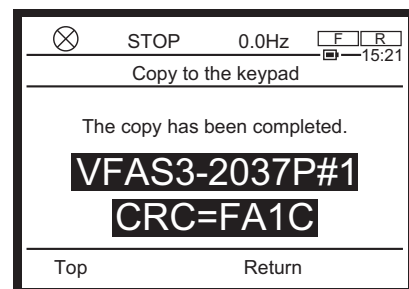 STOP 0.0Hz F R
15:21
Copy to the keypad
The copy has been completed.
VFAS3-2037P#1
CRC=FA1C
Top Return